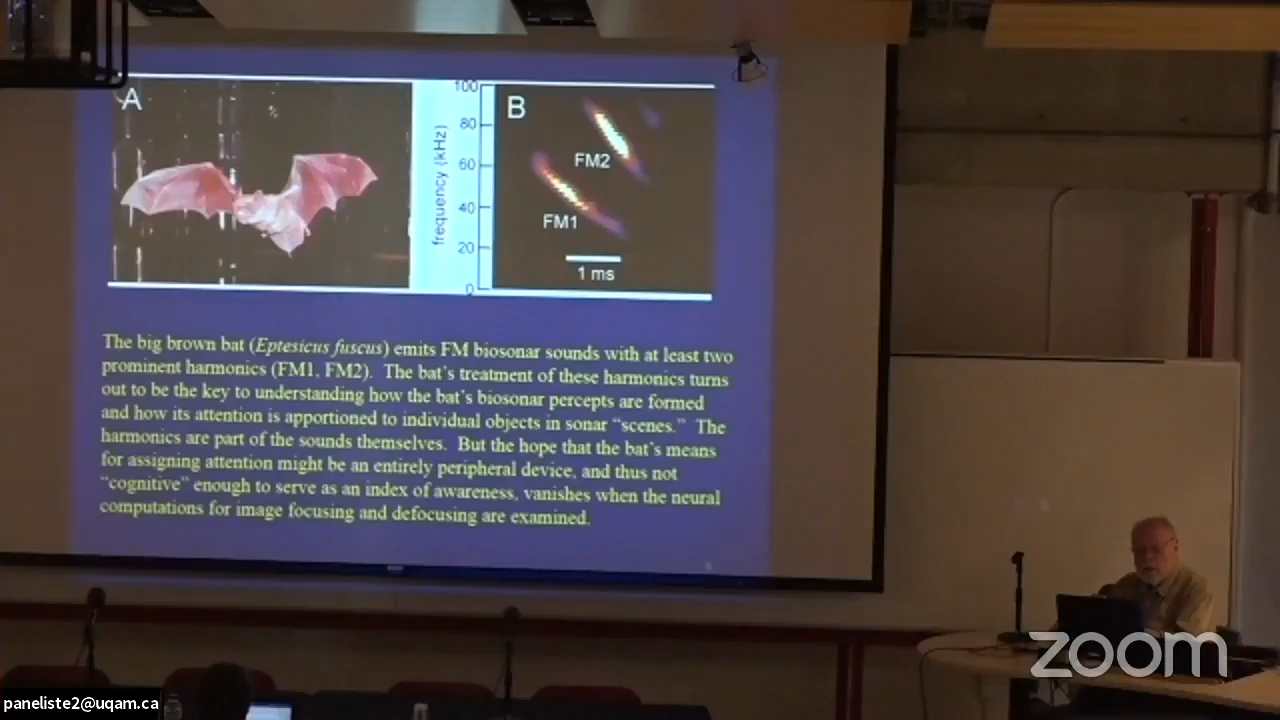 A
B
frequency (kHz)
100
80
60
40
20
0
FM2
FM1
1 ms
The big brown bat (Eptesicus fuscus) emits FM biosonar sounds with at least two
prominent harmonics (FM1, FM2).  The bat's treatment of these harmonics turns
out to be the key to understanding how the bat's biosonar percepts are formed
and how its attention is apportioned to individual objects in sonar “scenes.”  The
harmonics are part of the sounds themselves.  But the hope that the bat's means
for assigning attention might be an entirely peripheral device, and thus not
“cognitive” enough to serve as an index of awareness, vanishes when the neural
computations for image focusing and defocusing are examined.
zoom
paneliste2@uqam.ca